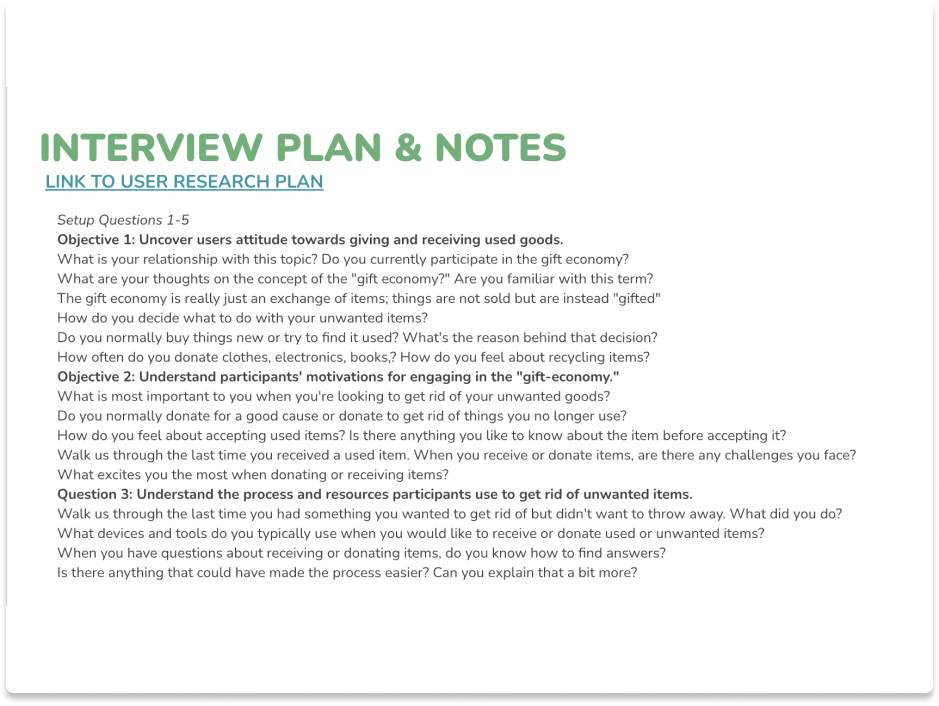 INTERVIEW PLAN & NOTES
LINK TO USER RESEARCH PLAN
Setup Questions 1-5
Objective 1: Uncover users attitude towards giving and receiving used goods.
What is your relationship with this topic? Do you currently participate in the gift economy?
What are your thoughts on the concept of the "gift economy?" Are you familiar with this term?
The gift economy is really just an exchange of items; things are not sold but are instead "gifted"
How do you decide what to do with your unwanted items?
Do you normally buy things new or try to find it used? What's the reason behind that decision?
How often do you donate clothes, electronics, books,? How do you feel about recycling items?
Objective 2: Understand participants' motivations for engaging in the "gift-economy."
What is most important to you when you're looking to get rid of your unwanted goods?
Do you normally donate for a good cause or donate to get rid of things you no longer use?
How do you feel about accepting used items? Is there anything you like to know about the item before accepting it?
Walk us through the last time you received a used item. When you receive or donate items, are there any challenges you face?
What excites you the most when donating or receiving items?
Question 3: Understand the process and resources participants use to get rid of unwanted items.
Walk us through the last time you had something you wanted to get rid of but didn't want to throw away. What did you do?
What devices and tools do you typically use when you would like to receive or donate used or unwanted items?
When you have questions about receiving or donating items, do you know how to find answers?
Is there anything that could have made the process easier? Can you explain that a bit more?